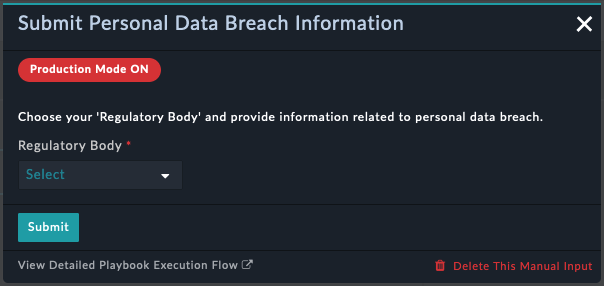 Submit Personal Data Breach Information
Production Mode ON
Choose your 'Regulatory Body' and provide information related to personal data breach.
Regulatory Body *
Select
Submit
View Detailed Playbook Execution Flow
Delete This Manual Input